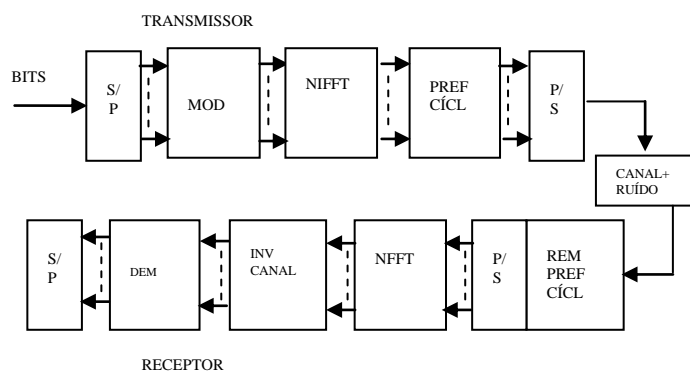 TRANSMISSOR
BITS
S/
P
MOD
NIFFT
PREF
CÍCL
P/
S
CANAL+
RUÍDO
S/
P
DEM
INV
CANAL
NFFT
P/
S
REM
PREF
CÍCL
RECEPTOR